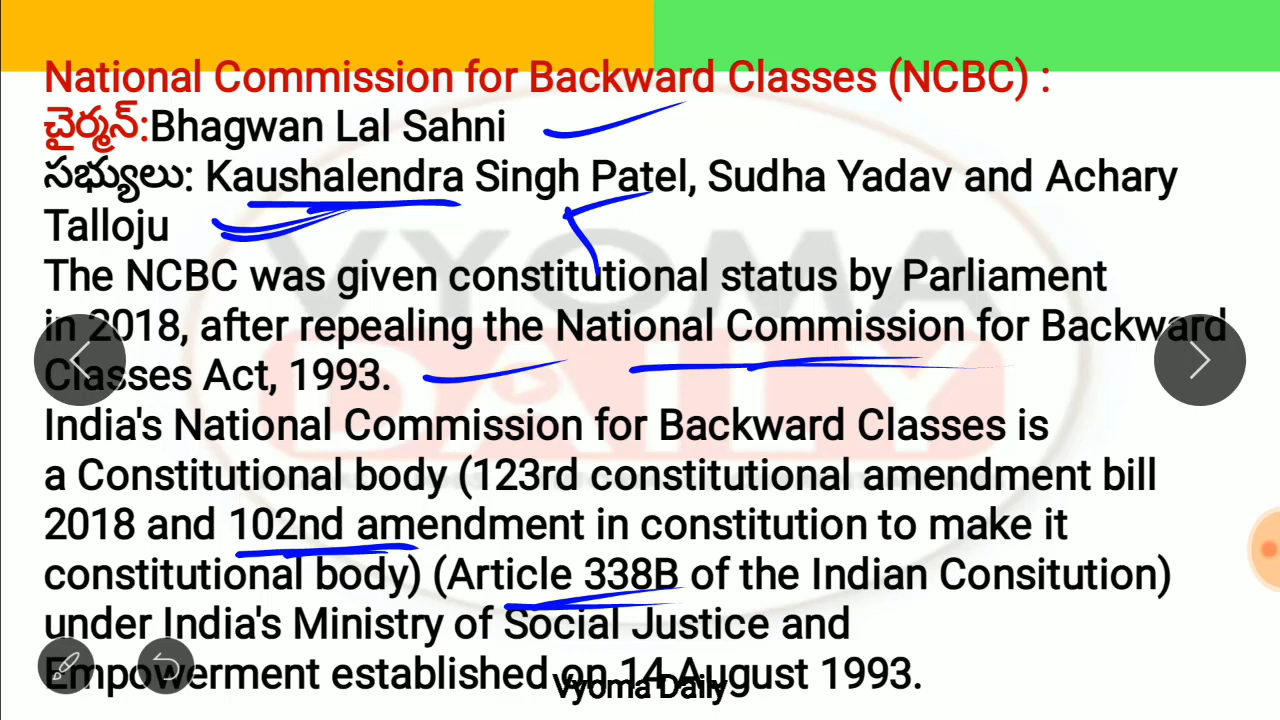 National Commission for Backward Classes (NCBC) :
చైర్మన్:Bhagwan Lal Sahni
సభ్యులు: Kaushalendra Singh Patel, Sudha Yadav and Achary
Talloju
The NCBC was given constitutional status by Parliament
in 2018, after repealing the National Commission for Backward
Classes Act, 1993.
India's National Commission for Backward Classes is
a Constitutional body (123rd constitutional amendment bill
2018 and 102nd amendment in constitution to make it
constitutional body) (Article 338B of the Indian Consitution)
under India's Ministry of Social Justice and
Empowerment established on 14 August 1993.
Vyoma Daily
VYOMA
DAILY